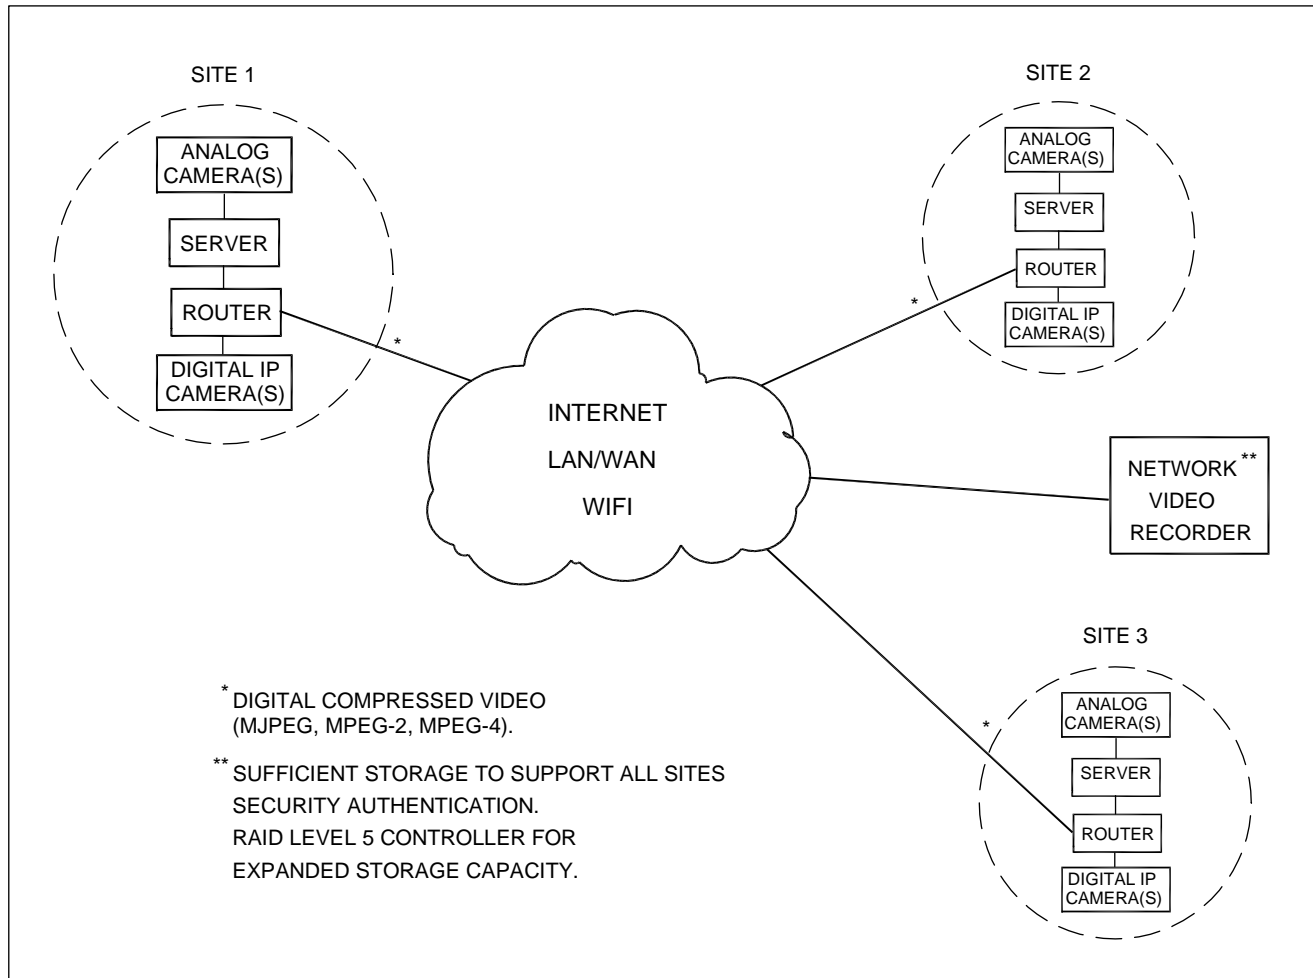 SITE 1
ANALOG
CAMERA(S)
SERVER
ROUTER
DIGITAL IP
CAMERA(S)
*
SITE 2
ANALOG
CAMERA(S)
SERVER
ROUTER
DIGITAL IP
CAMERA(S)
*
INTERNET
LAN/WAN
WIFI
NETWORK **
VIDEO
RECORDER
SITE 3
ANALOG
CAMERA(S)
SERVER
ROUTER
DIGITAL IP
CAMERA(S)
*
* DIGITAL COMPRESSED VIDEO
(MJPEG, MPEG-2, MPEG-4).
** SUFFICIENT STORAGE TO SUPPORT ALL SITES
SECURITY AUTHENTICATION.
RAID LEVEL 5 CONTROLLER FOR
EXPANDED STORAGE CAPACITY.